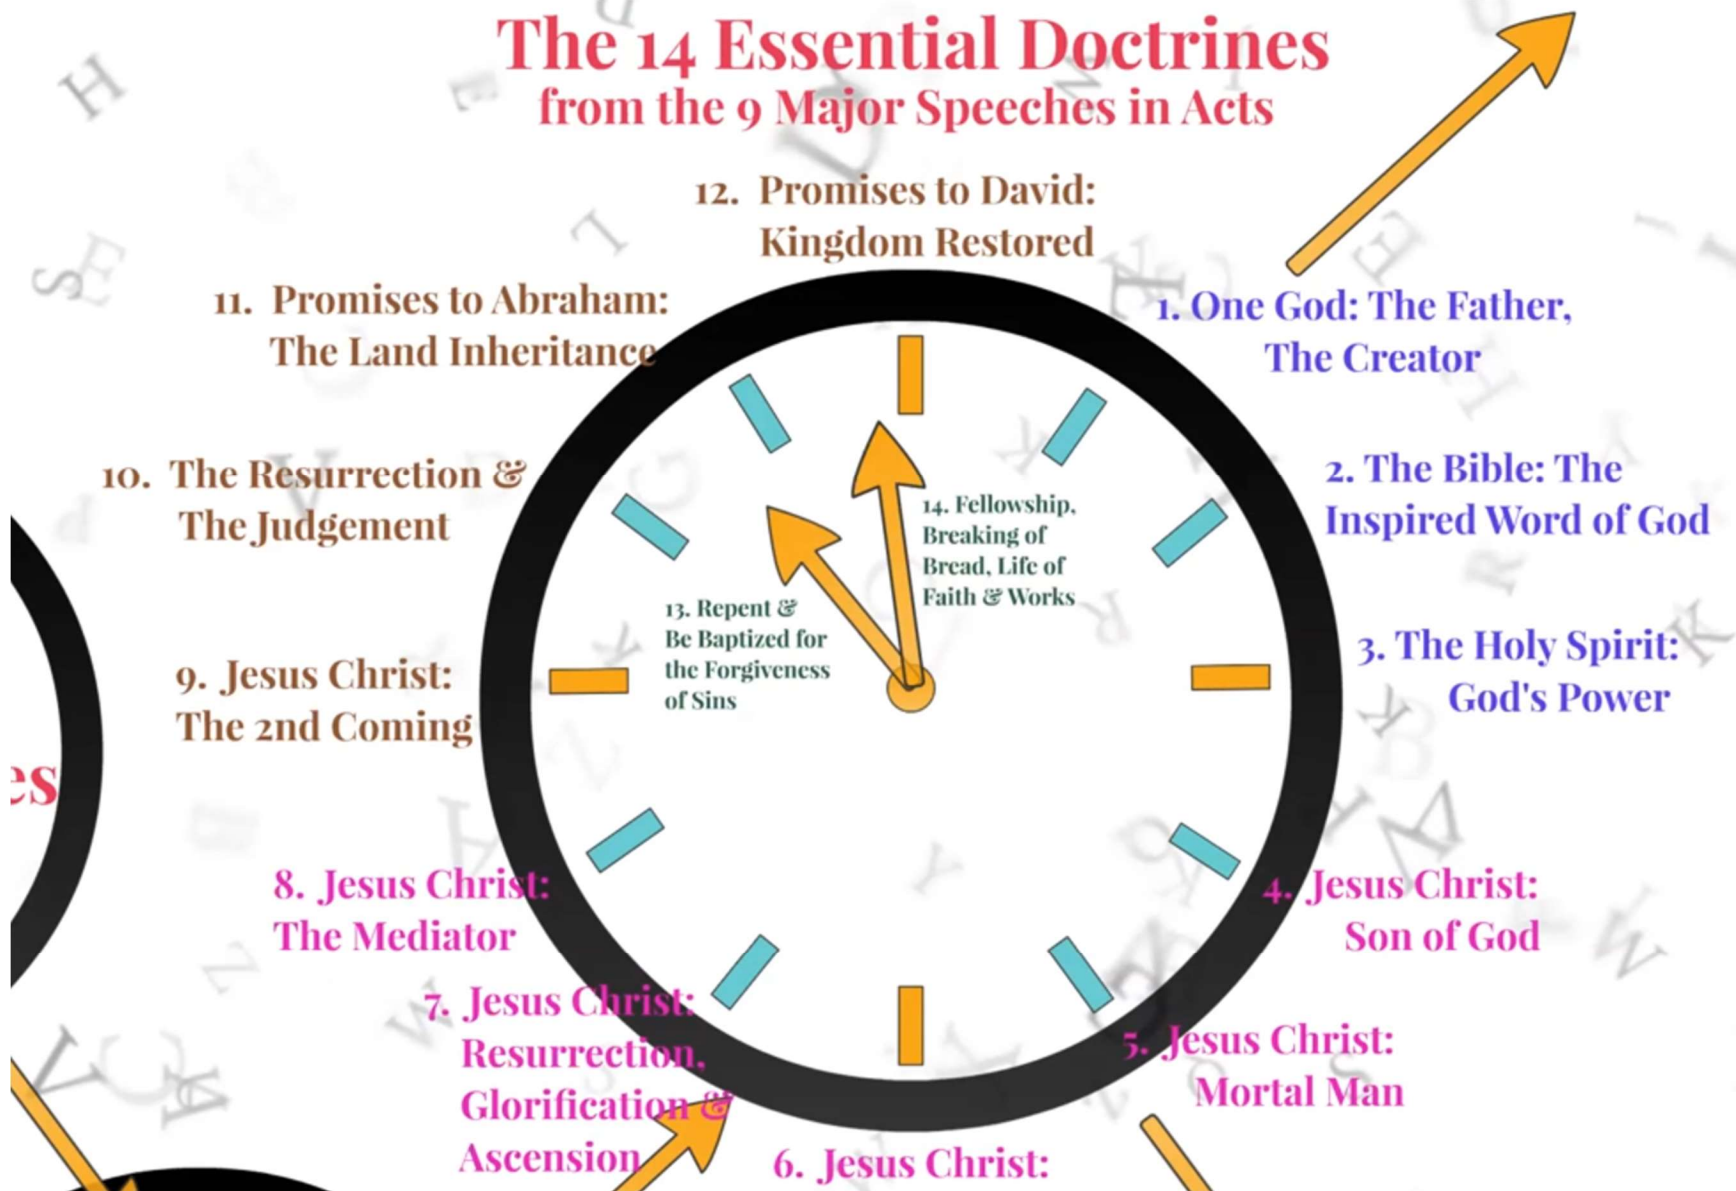 The 14 Essential Doctrines
from the 9 Major Speeches in Acts
12. Promises to David:
Kingdom Restored
11. Promises to Abraham:
The Land Inheritance
1. One God: The Father,
The Creator
10. The Resurrection &
The Judgement
2. The Bible: The
Inspired Word of God
14. Fellowship,
Breaking of
Bread, Life of
Faith & Works
13. Repent &
Be Baptized for
the Forgiveness
of Sins
9. Jesus Christ:
The 2nd Coming
3. The Holy Spirit:
God's Power
es
8. Jesus Christ:
The Mediator
4. Jesus Christ:
Son of God
7. Jesus Christ:
Resurrection,
Glorification &
Ascension
5. Jesus Christ:
Mortal Man
6. Jesus Christ: